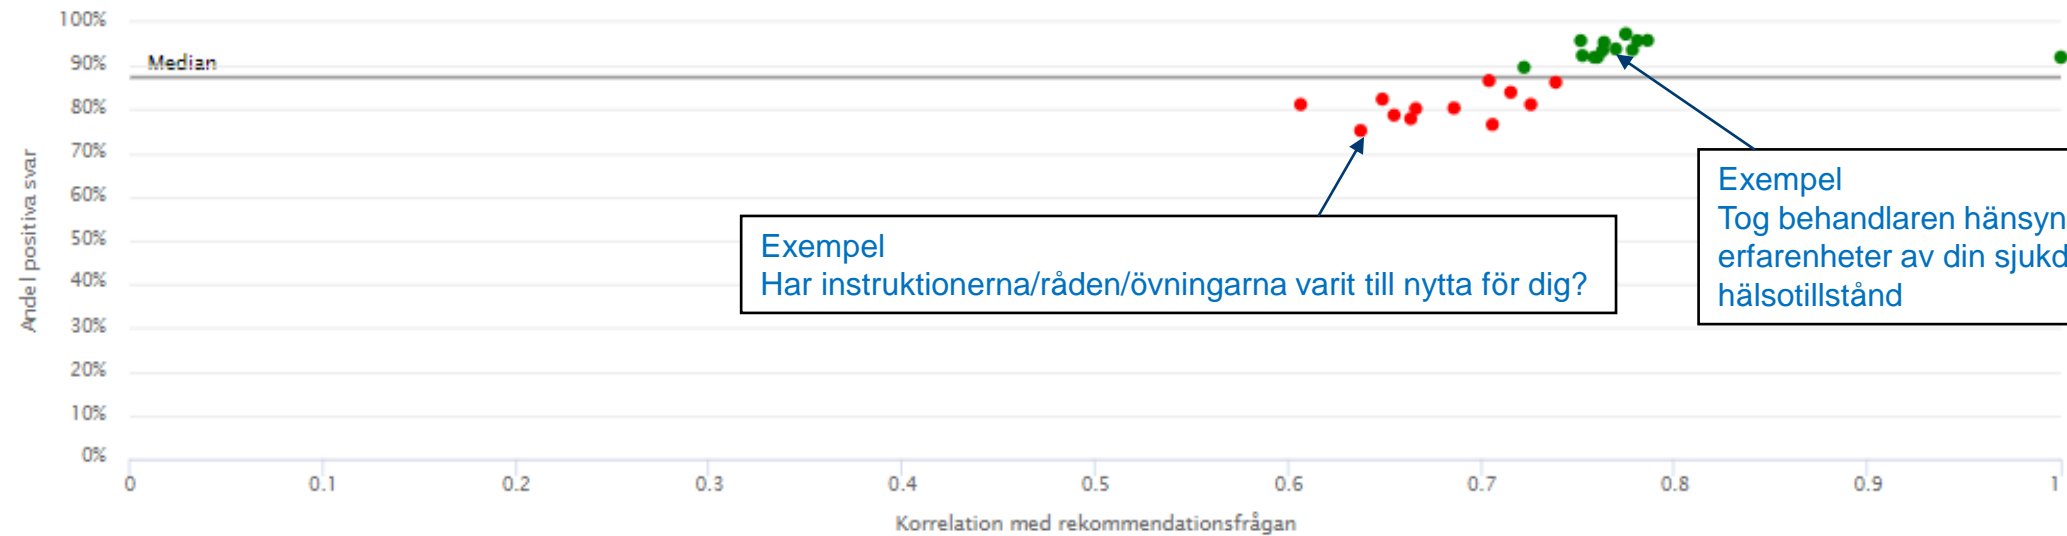 100%
Median
90%
80%
70%
60%
50%
40%
30%
20%
10%
0%
Andel positiva svar
Exempel
Har instruktionerna/råden/övningarna varit till nytta för dig?
Exempel
Tog behandlaren hänsyn
erfarenheter av din sjukd
hälsotillstånd
0 0.1 0.2 0.3 0.4 0.5 0.6 0.7 0.8 0.9 1
Korrelation med rekommendationsfrågan